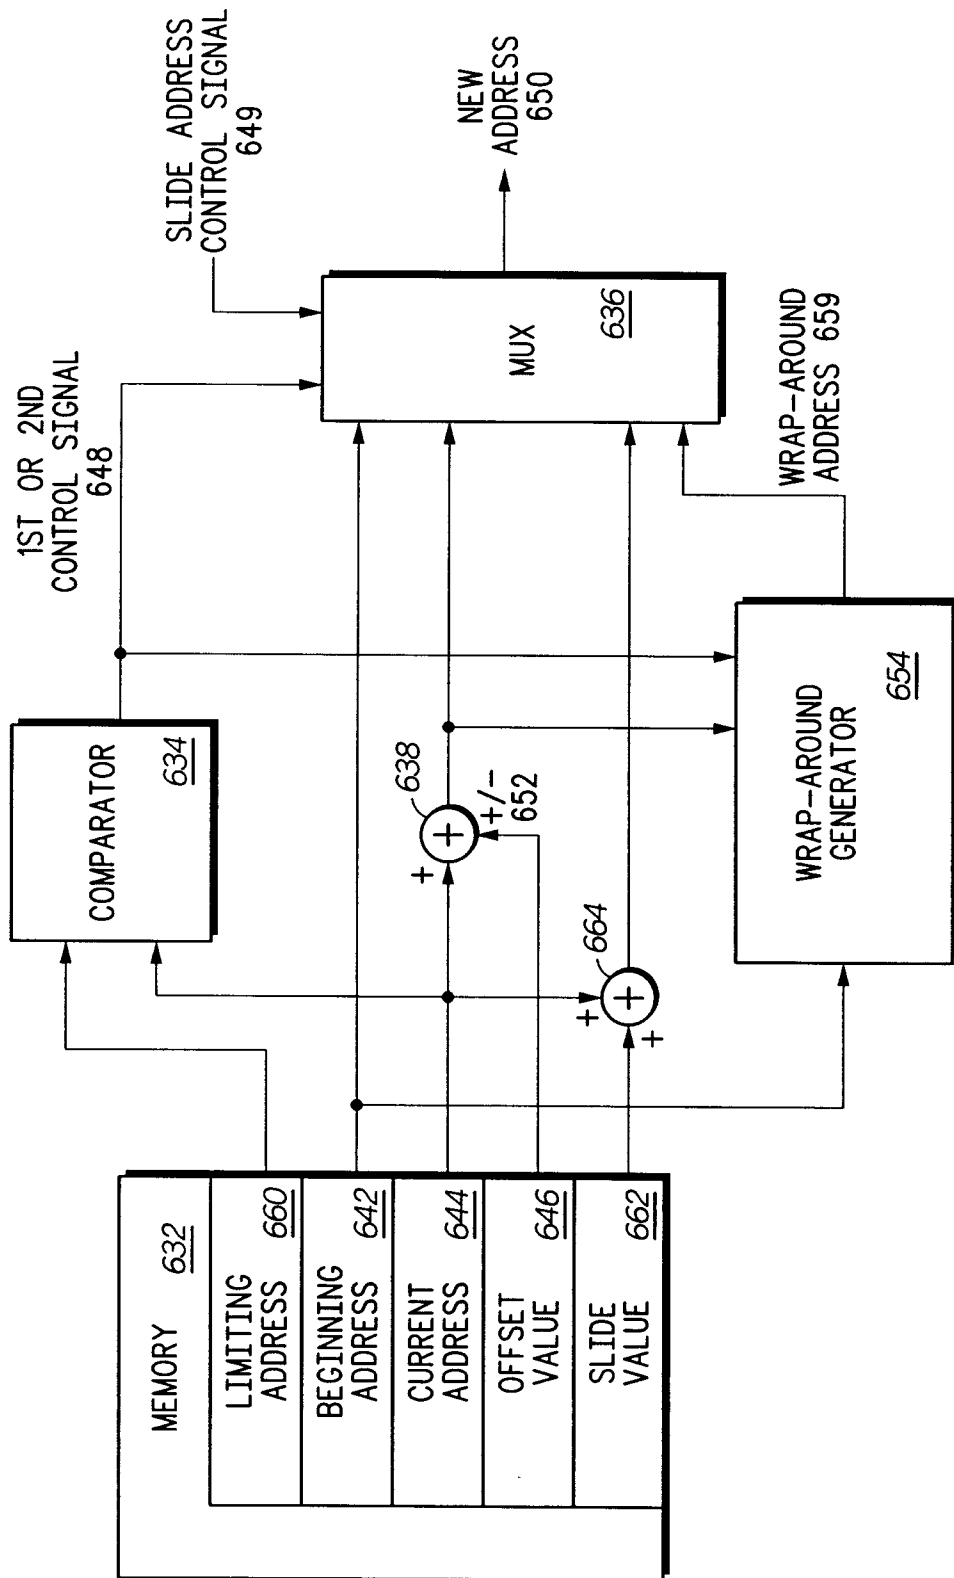 MEMORY
632
LIMITING
ADDRESS
660
BEGINNING
ADDRESS
642
CURRENT
ADDRESS
644
OFFSET
VALUE
646
SLIDE
VALUE
662
COMPARATOR
634
1ST OR 2ND
CONTROL SIGNAL
648
SLIDE ADDRESS
CONTROL SIGNAL
649
+
638
+
+/-
652
664
+
+
+
MUX
636
NEW
ADDRESS
650
WRAP-AROUND
GENERATOR
654
WRAP-AROUND
ADDRESS 659